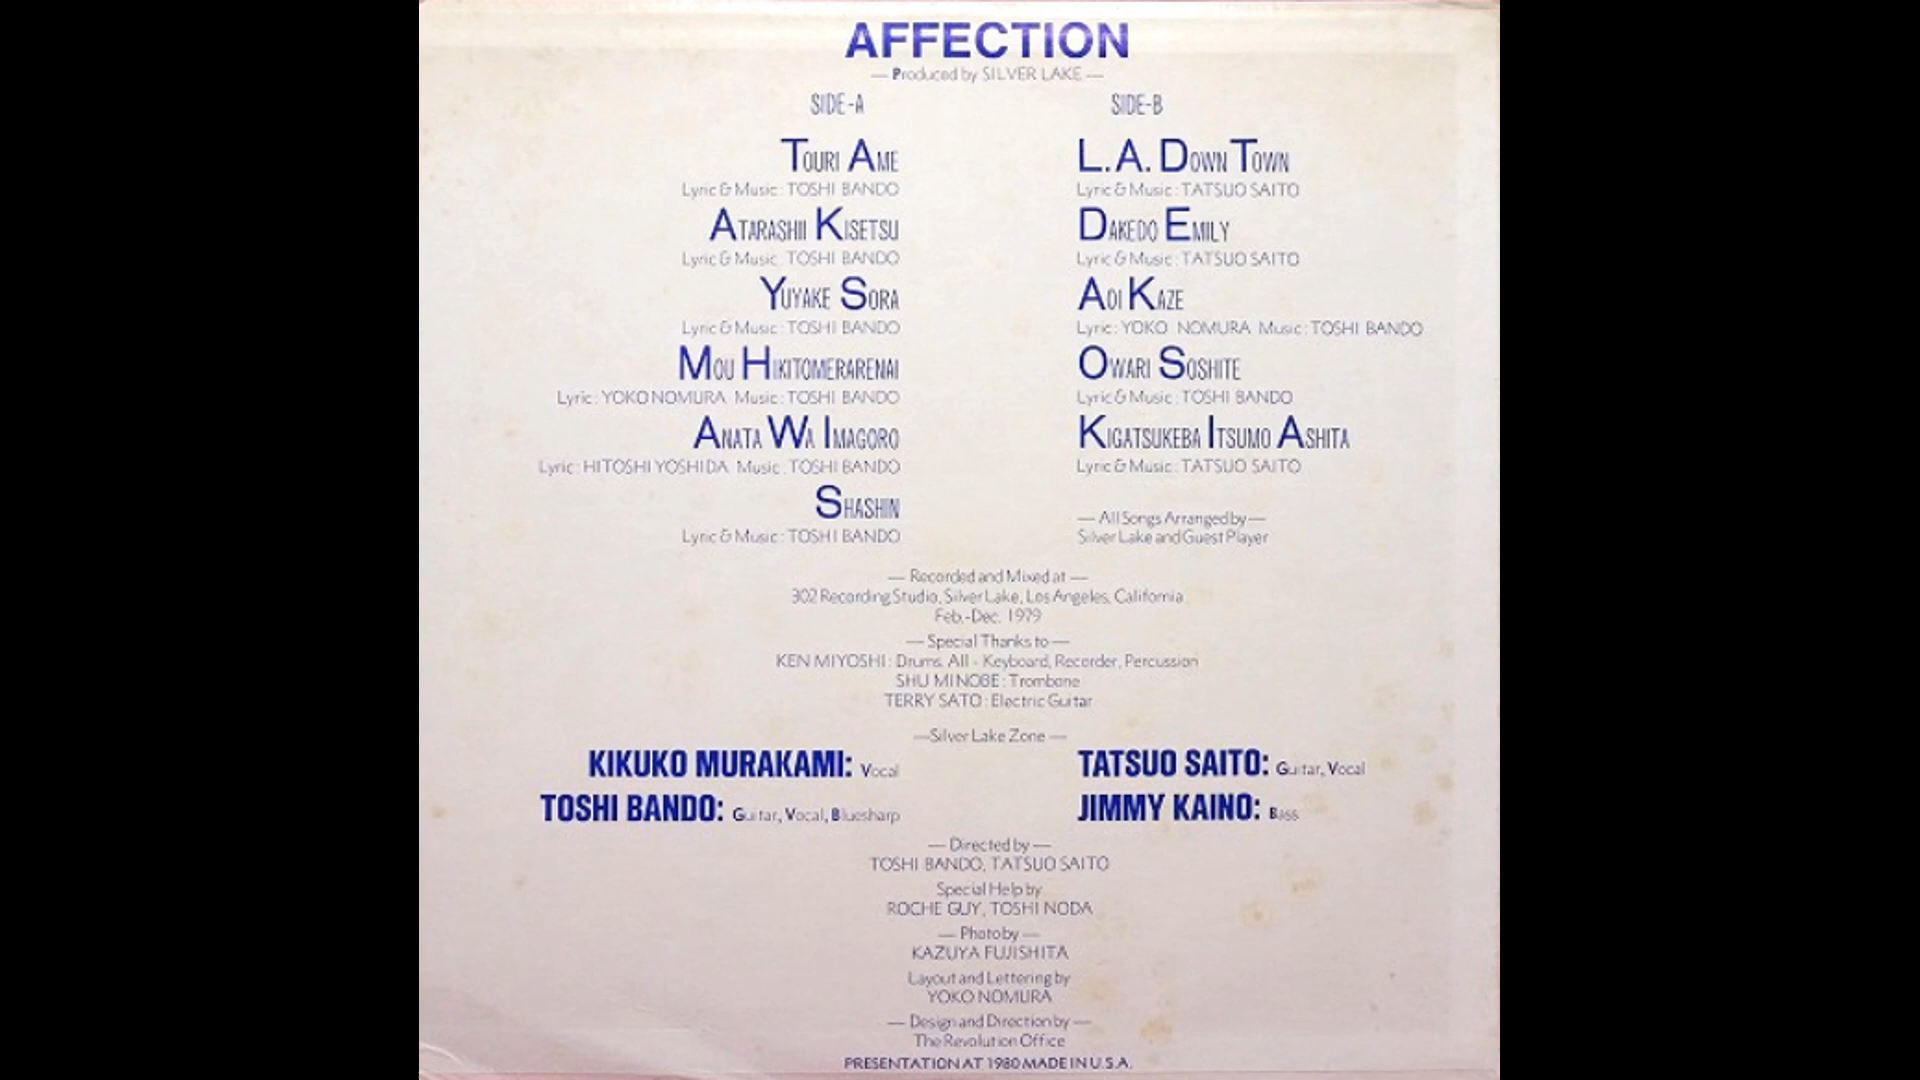 AFFECTION
— Produced by SILVER LAKE —
SIDE-A
TOURI AME
Lyric & Music: TOSHI BANDO
ATARASHII KISETSU
Lyric & Music: TOSHI BANDO
YUYAKE SORA
Lyric & Music: TOSHI BANDO
MOU HIKITOMERARENAI
Lyric: YOKO NOMURA Music: TOSHI BANDO
ANATA WA IMAGORO
Lyric: HITOSHI YOSHIDA Music: TOSHI BANDO
SHASHIN
Lyric & Music: TOSHI BANDO
SIDE-B
L.A. DOWN TOWN
Lyric & Music: TATSUO SAITO
DAKEDO EMILY
Lyric & Music: TATSUO SAITO
AOI KAZE
Lyric: YOKO NOMURA Music: TOSHI BANDO
OWARI SOSHITE
Lyric & Music: TOSHI BANDO
KIGATSUKEBA ITSUMO ASHITA
Lyric & Music: TATSUO SAITO
— All Songs Arranged by —
Silver Lake and Guest Player
— Recorded and Mixed at —
302 Recording Studio, Silver Lake, Los Angeles, California
Feb.-Dec. 1979
— Special Thanks to —
KEN MIYOSHI: Drums, All - Keyboard, Recorder, Percussion
SHU MINOBE: Trombone
TERRY SATO: Electric Guitar
—Silver Lake Zone —
KIKUKO MURAKAMI: Vocal
TOSHI BANDO: Guitar, Vocal, Bluesharp
TATSUO SAITO: Guitar, Vocal
JIMMY KAINO: Bass
— Directed by —
TOSHI BANDO, TATSUO SAITO
Special Help by
ROCHE GUY, TOSHI NODA
— Photo by —
KAZUYA FUJISHITA
Layout and Lettering by
YOKO NOMURA
— Design and Direction by —
The Revolution Office
PRESENTATION AT 1980 MADE IN U.S.A.